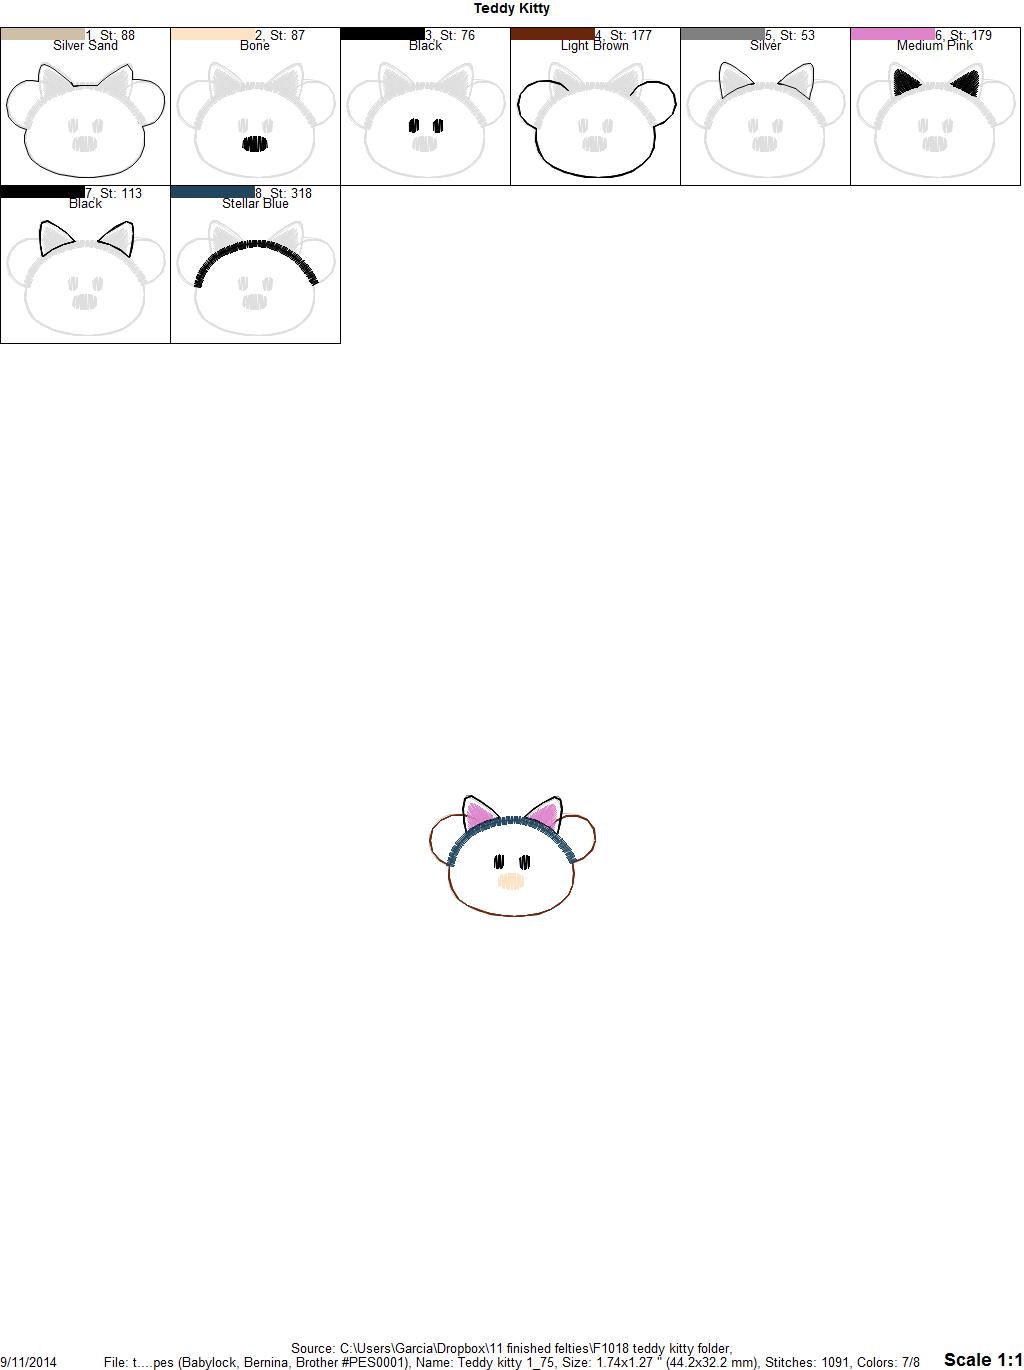 Teddy Kitty
1, St: 88
Silver Sand
2, St: 87
Bone
3, St: 76
Black
4, St: 177
Light Brown
5, St: 53
Silver
6, St: 179
Medium Pink
7, St: 113
Black
8, St: 318
Stellar Blue
Source: C:\Users\Garcia\Dropbox\11 finished felties\F1018 teddy kitty folder,
9/11/2014 File: t....pes (Babylock, Bernina, Brother #PES0001), Name: Teddy kitty 1_75, Size: 1.74x1.27 " (44.2x32.2 mm), Stitches: 1091, Colors: 7/8 Scale 1:1